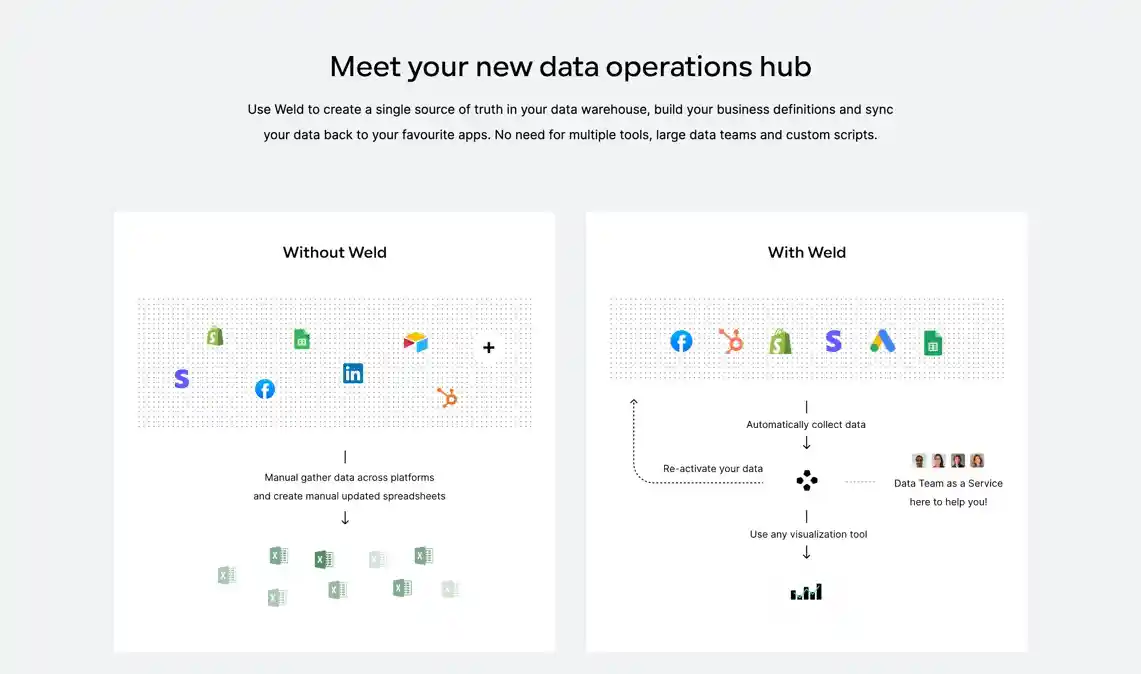 Meet your new data operations hub
Use Weld to create a single source of truth in your data warehouse, build your business definitions and sync
your data back to your favourite apps. No need for multiple tools, large data teams and custom scripts.
Without Weld
Manual gather data across platforms
and create manual updated spreadsheets
With Weld
Automatically collect data
Re-activate your data
Data Team as a Service
here to help you!
Use any visualization tool